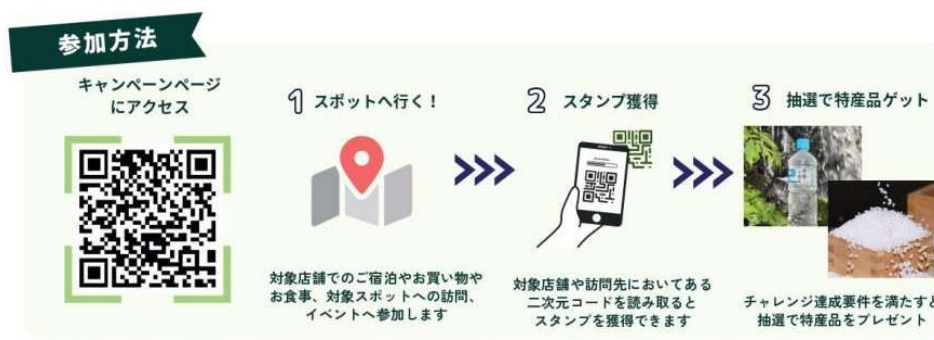 参加方法
キャンペーンページ
にアクセス
1 スポットへ行く！
対象店舗でのご宿泊やお買い物や
お食事、対象スポットへの訪問、
イベントへ参加します
2 スタンプ獲得
対象店舗や訪問先においてある
二次元コードを読み取ると
スタンプを獲得できます
3 抽選で特産品ゲット
チャレンジ達成要件を満たすと
抽選で特産品をプレゼント